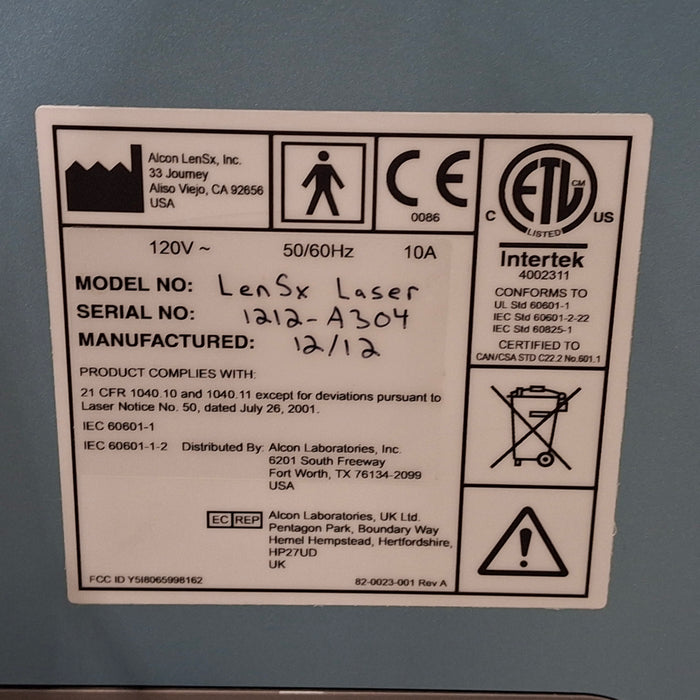 Alcon LenSx, Inc.
33 Journey
Aliso Viejo, CA 92656
USA
CE
0086
ETL CM
LISTED
C US
Intertek
4002311
CONFORMS TO
UL Std 60601-1
IEC Std 60601-2-22
IEC Std 60825-1
CERTIFIED TO
CAN/CSA STD C22.2 No.601.1
120V ~ 50/60Hz 10A
MODEL NO: LenSx Laser
SERIAL NO: 1212-A304
MANUFACTURED: 12/12
PRODUCT COMPLIES WITH:
21 CFR 1040.10 and 1040.11 except for deviations pursuant to
Laser Notice No. 50, dated July 26, 2001.
IEC 60601-1
IEC 60601-1-2 Distributed By: Alcon Laboratories, Inc.
6201 South Freeway
Fort Worth, TX 76134-2099
USA
EC REP Alcon Laboratories, UK Ltd.
Pentagon Park, Boundary Way
Hemel Hempstead, Hertfordshire,
HP27UD
UK
FCC ID Y5I8065998162 82-0023-001 Rev A